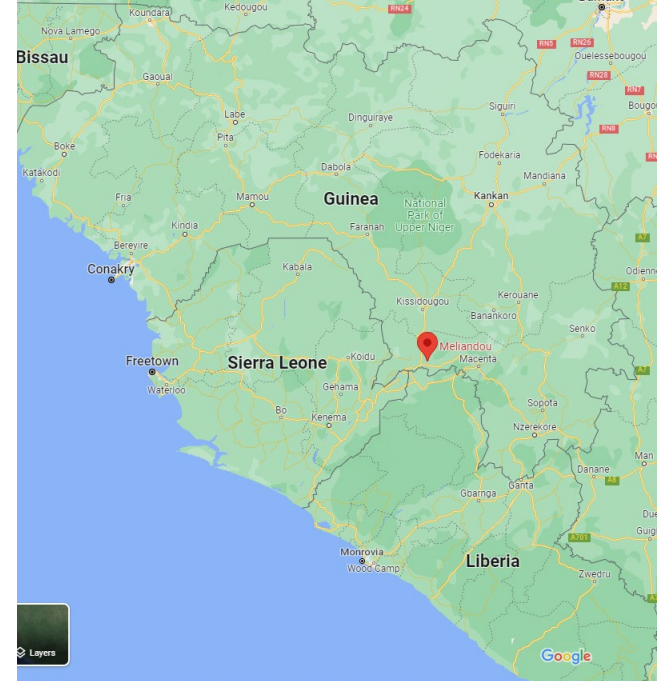 Koundara
Kedougou
RN24
Nova Lamego
RN5
RN26
Bissau
Ouélessébougou
RN28
Gaoual
RN7
Labe
Siguiri
Bougou
Dinguiraye
RN8
Pita
Boke
Fodekaria
Dabola
Katakodi
Mandiana
Fria
Mamou
Guinea
National
Park of
Upper Niger
Kankan
Kindia
Faranah
A7
Bereyire
Conakry
Kabala
Odienne
A12
Kissidougou
Kerouane
Banankoro
Senko
Meliandou
Freetown
Sierra Leone
Koidu
Macenta
A7
Waterloo
Gehama
Bo
Kenema
Sopota
Nzerekore
Man
Danane
A8
Ganta
Gbarnga
A701
Monrovia
Wood Camp
Liberia
Zwedru
Layers
Google